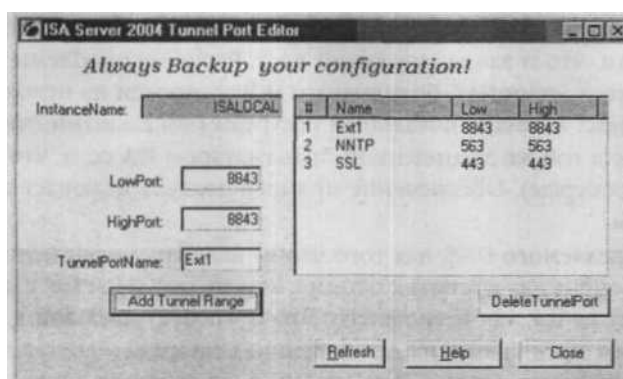 ISA Server 2004 Tunnel Port Editor
Always Backup your configuration!
InstanceName: ISALOCAL
LowPort: 8843
HighPort: 8843
TunnelPortName: Ext1
Add Tunnel Range
# Name Low High
1 Ext1 8843 8843
2 NNTP 563 563
3 SSL 443 443
DeleteTunnelPort
Refresh Help Close